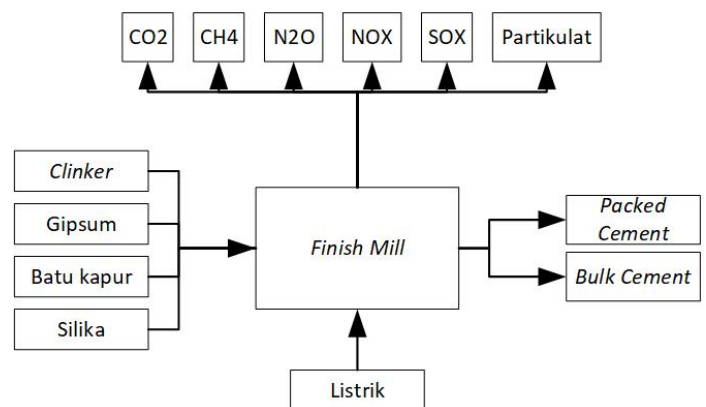 CO2
CH4
N2O
NOX
SOX
Partikulat
Clinker
Gipsum
Batu kapur
Silika
Finish Mill
Packed
Cement
Bulk Cement
Listrik